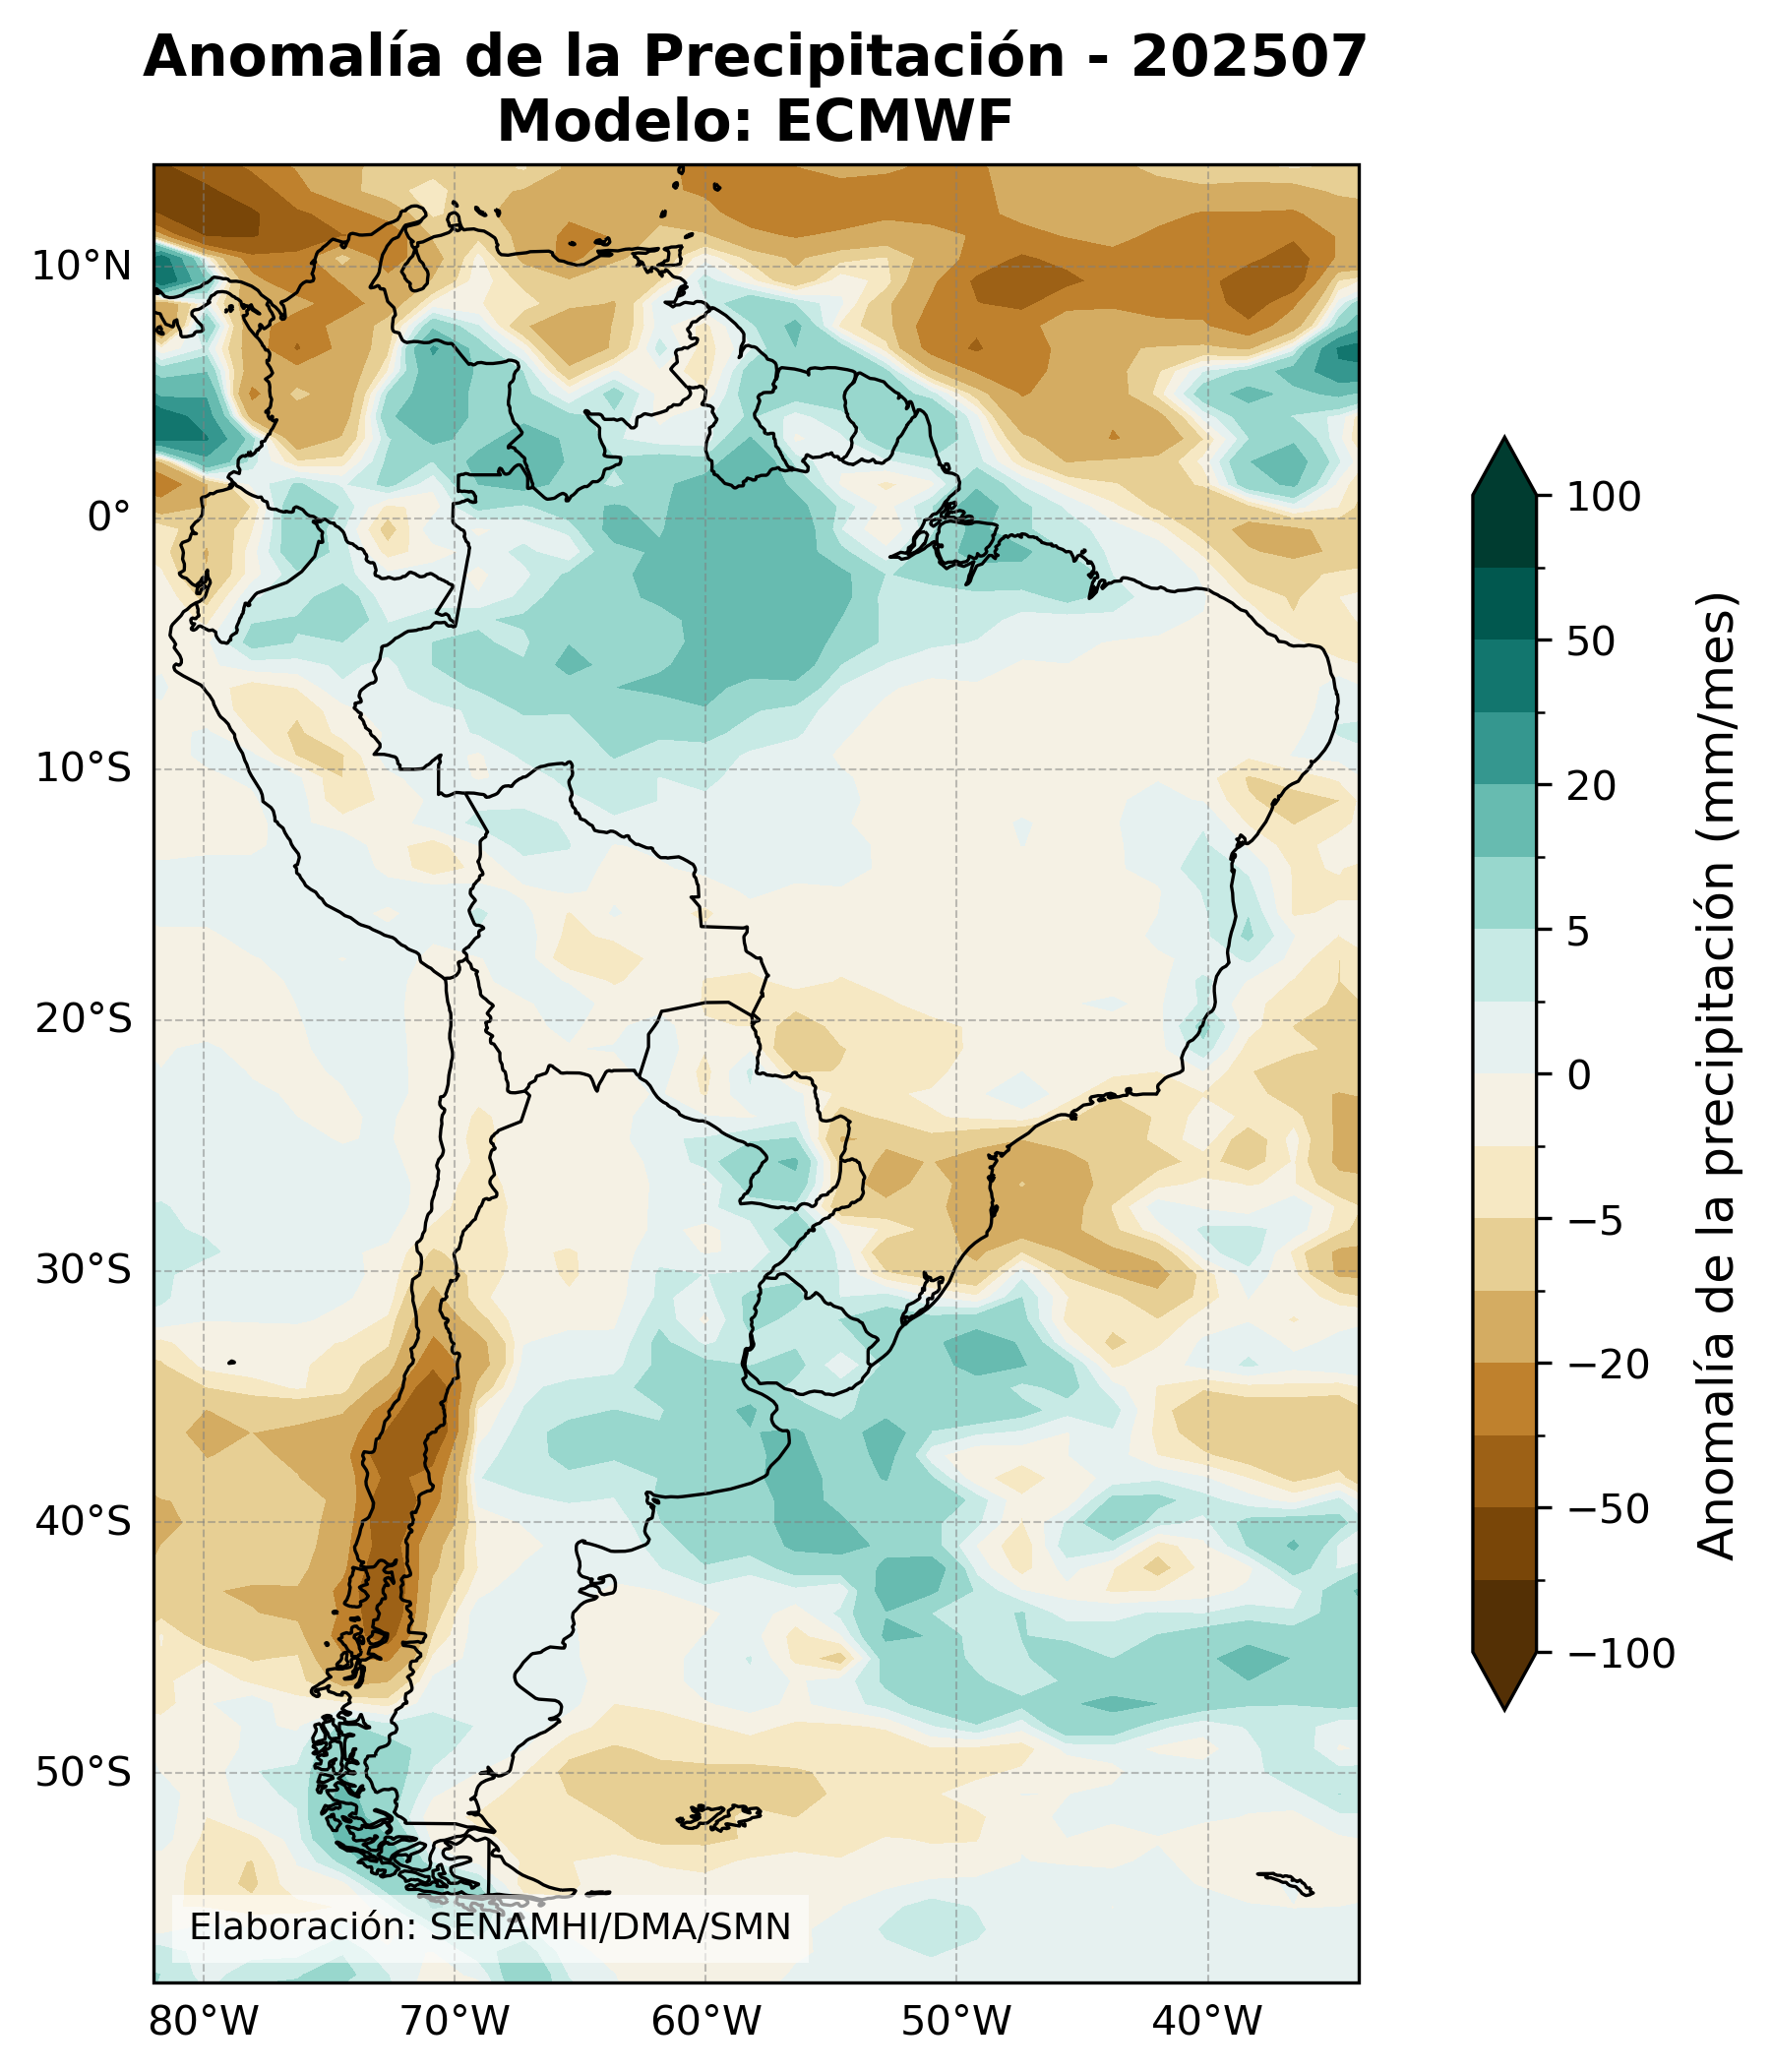 Anomalía de la Precipitación - 202507
Modelo: ECMWF
10°N
0°
10°S
20°S
30°S
40°S
50°S
80°W
70°W
60°W
50°W
40°W
Elaboración: SENAMHI/DMA/SMN
100
50
20
5
0
−5
−20
−50
−100
Anomalía de la precipitación (mm/mes)